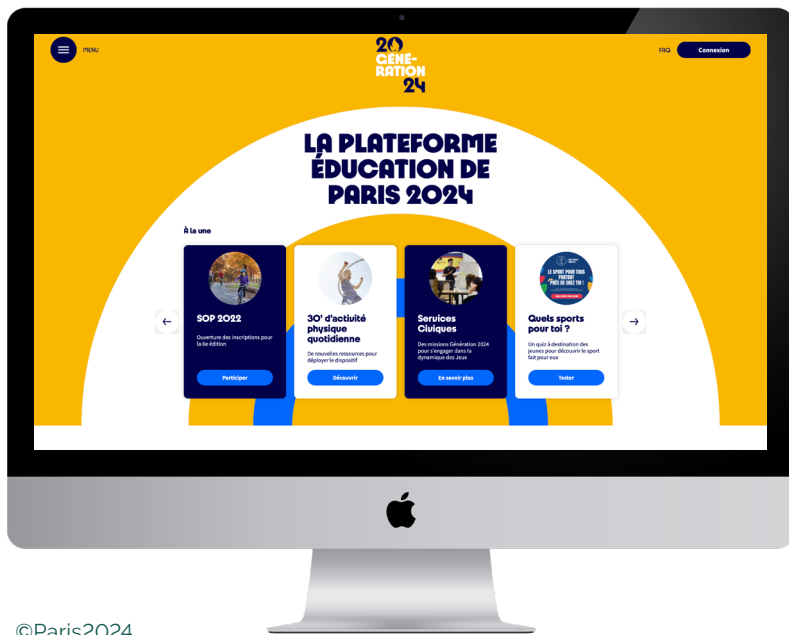 MENU
20
GÉNÉ-
RATION
24
FAQ
Connexion
LA PLATEFORME
ÉDUCATION DE
PARIS 2024
À la une
SOP 2022
Ouverture des inscriptions pour
la 6e édition
Participer
30' d'activité
physique
quotidienne
De nouvelles ressources pour
déployer le dispositif
Découvrir
Services
Civiques
Des missions Génération 2024
pour s'engager dans la
dynamique des Jeux
En savoir plus
LE SPORT POUR TOUS
PARTOUT
PRÈS DE CHEZ TOI !
Quels sports
pour toi ?
Un quiz à destination des
jeunes pour découvrir le sport
fait pour eux
Tester
©Paris2024